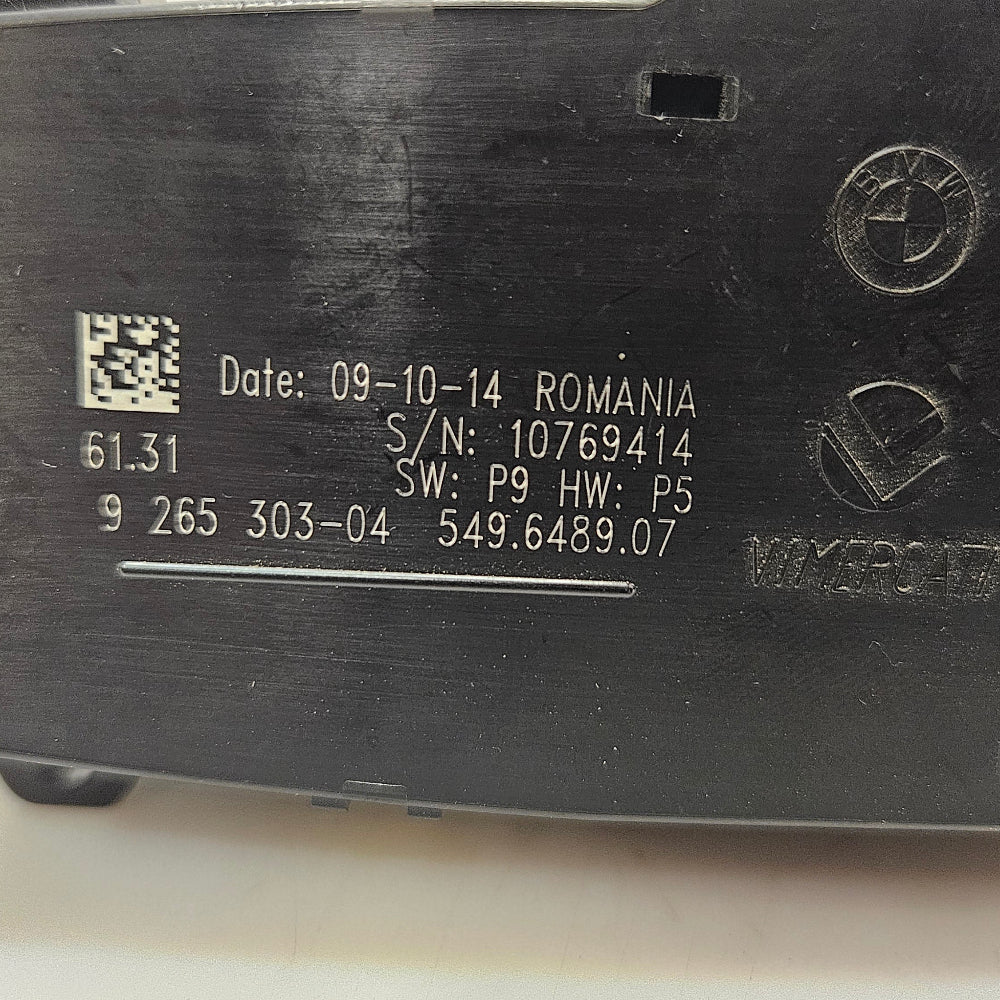 BMW
Date: 09-10-14 ROMANIA
S/N: 10769414
61.31
SW: P9 HW: P5
9 265 303-04 549.6489.07